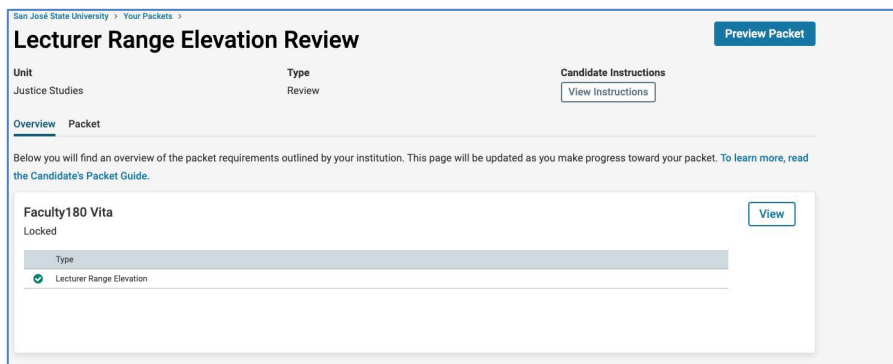 San José State University > Your Packets >
Lecturer Range Elevation Review
Preview Packet
Unit
Type
Candidate Instructions
Justice Studies
Review
View Instructions
Overview Packet
Below you will find an overview of the packet requirements outlined by your institution. This page will be updated as you make progress toward your packet. To learn more, read
the Candidate's Packet Guide.
Faculty180 Vita
View
Locked
Type
Lecturer Range Elevation